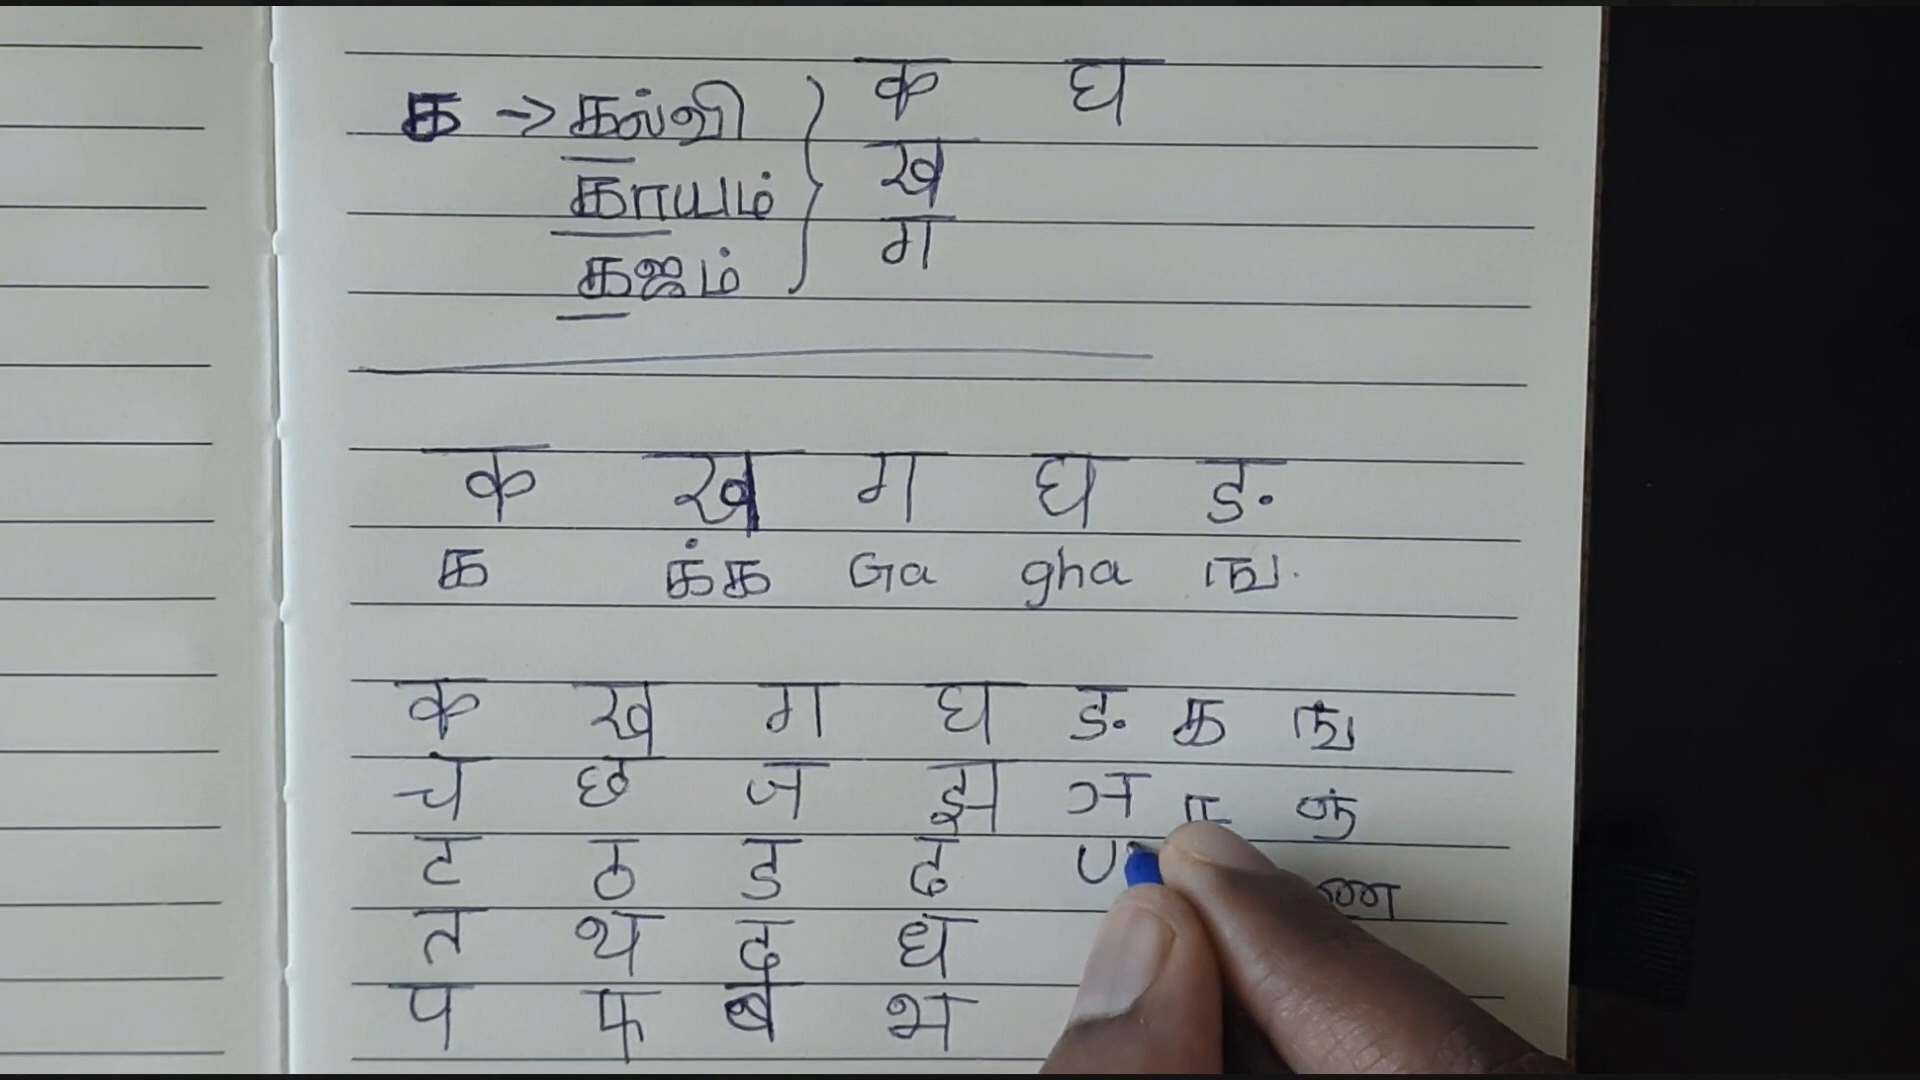 க -> கல்வி } क घ
காயம் ख
கஜம் ग
क ख ग घ ङ
க க்க Ga gha ங
क ख ग घ ङ க ங
च छ ज झ ञ ச ஞ
ट ठ ड ढ ண
त थ द ध
प फ ब भ